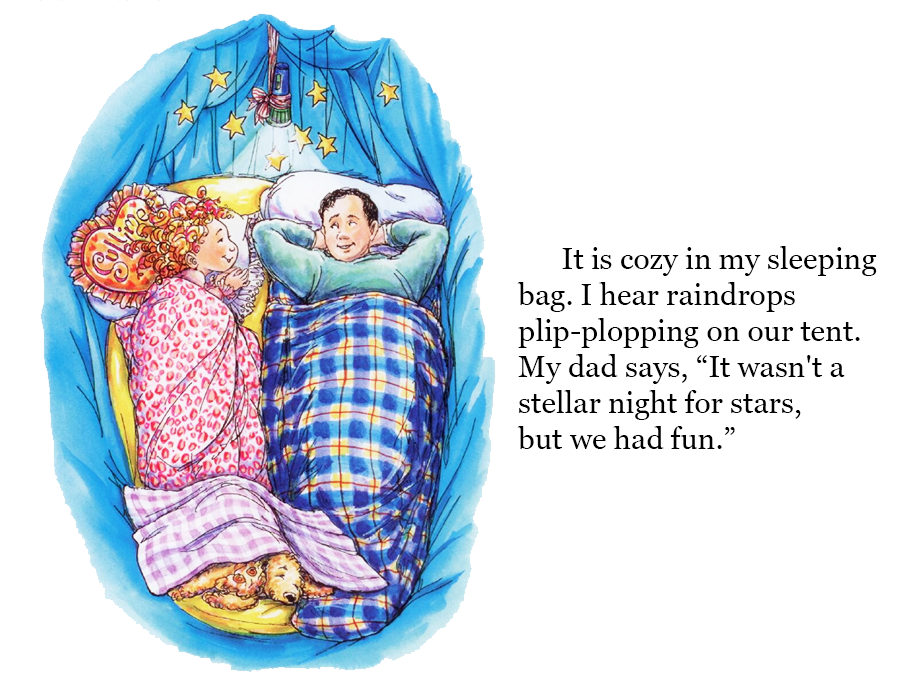 It is cozy in my sleeping
bag. I hear raindrops
plip-plopping on our tent.
My dad says, “It wasn't a
stellar night for stars,
but we had fun.”